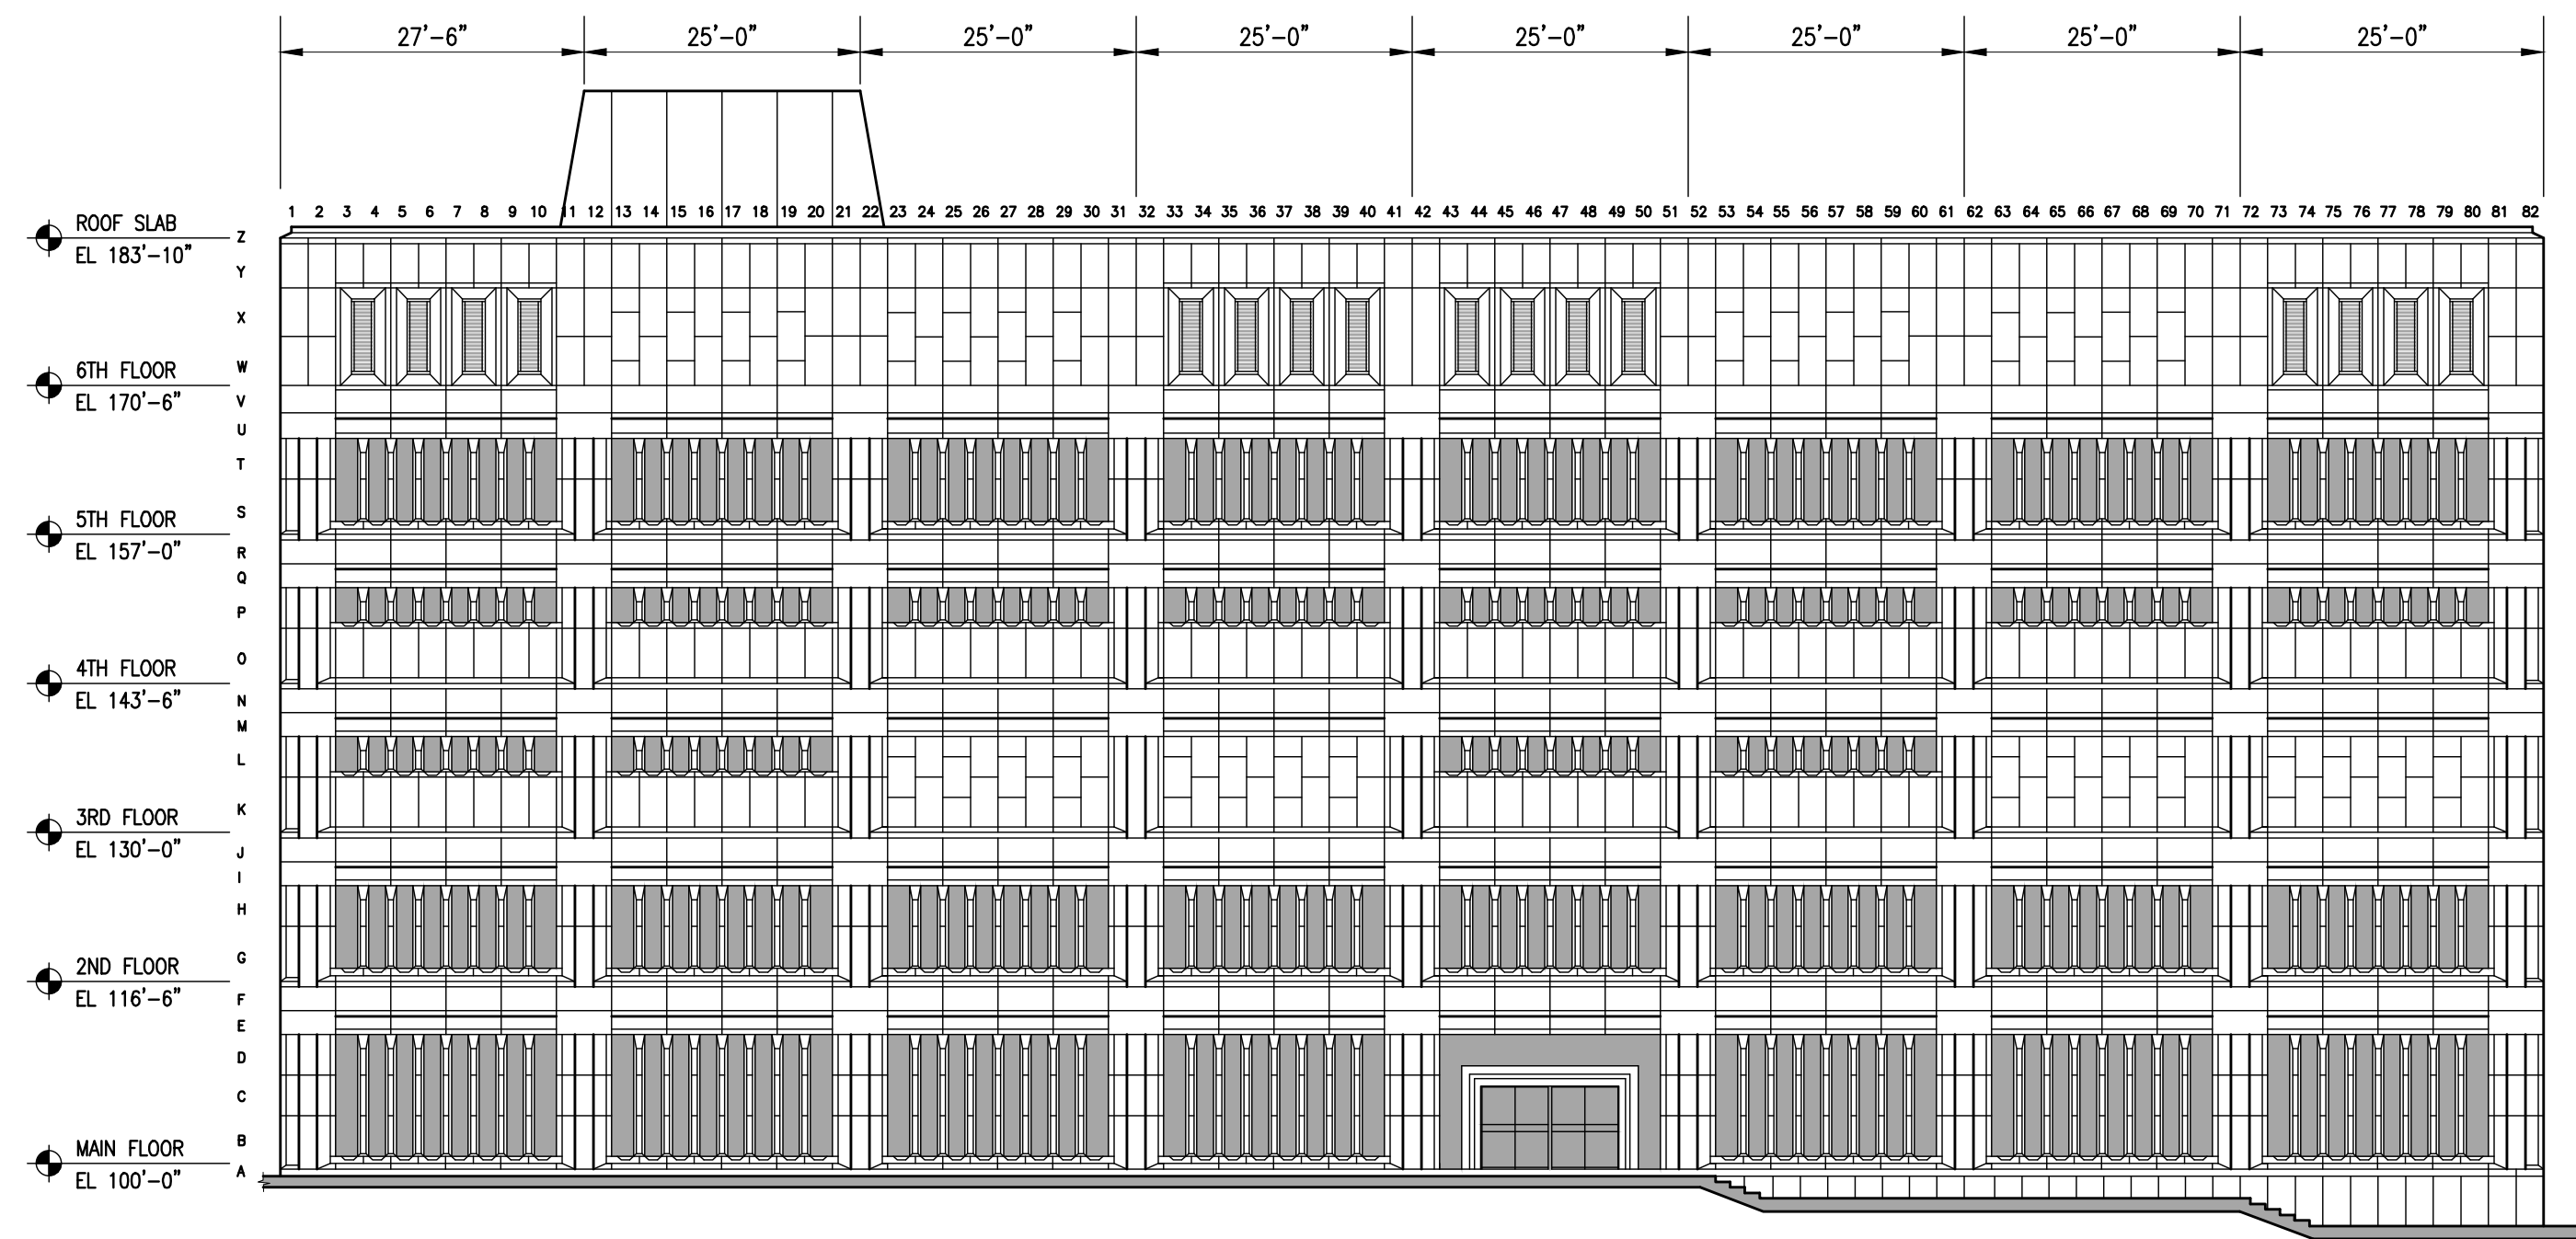 27'-6" 25'-0" 25'-0" 25'-0" 25'-0" 25'-0" 25'-0" 25'-0"
1 2 3 4 5 6 7 8 9 10 11 12 13 14 15 16 17 18 19 20 21 22 23 24 25 26 27 28 29 30 31 32 33 34 35 36 37 38 39 40 41 42 43 44 45 46 47 48 49 50 51 52 53 54 55 56 57 58 59 60 61 62 63 64 65 66 67 68 69 70 71 72 73 74 75 76 77 78 79 80 81 82
ROOF SLAB
Z
EL 183'-10"
Y
X
6TH FLOOR
W
EL 170'-6"
V
U
T
5TH FLOOR
S
EL 157'-0"
R
Q
P
4TH FLOOR
O
EL 143'-6"
N
M
L
3RD FLOOR
K
EL 130'-0"
J
I
H
2ND FLOOR
G
EL 116'-6"
F
E
D
C
MAIN FLOOR
B
EL 100'-0"
A